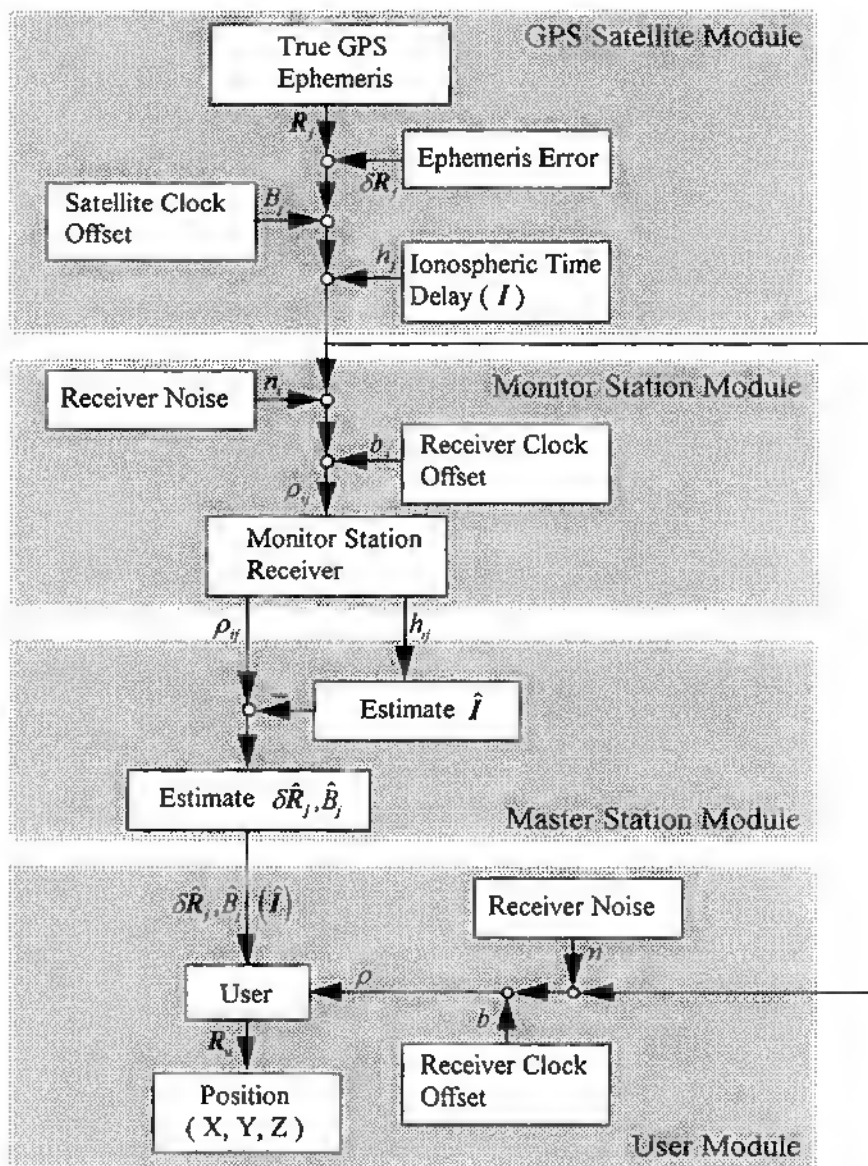 GPS Satellite Module
True GPS
Ephemeris
R_j
Ephemeris Error
δR_j
Satellite Clock
Offset
B_j
h_j
Ionospheric Time
Delay ( I )
Monitor Station Module
Receiver Noise
n_i
Receiver Clock
Offset
b_i
ρ_ij
Monitor Station
Receiver
ρ_ij
h_ij
−
Estimate Î
Estimate δR̂_j, B̂_j
Master Station Module
δR̂_j, B̂_j (Î)
Receiver Noise
n
User
ρ
b
R_u
Receiver Clock
Offset
Position
( X, Y, Z )
User Module